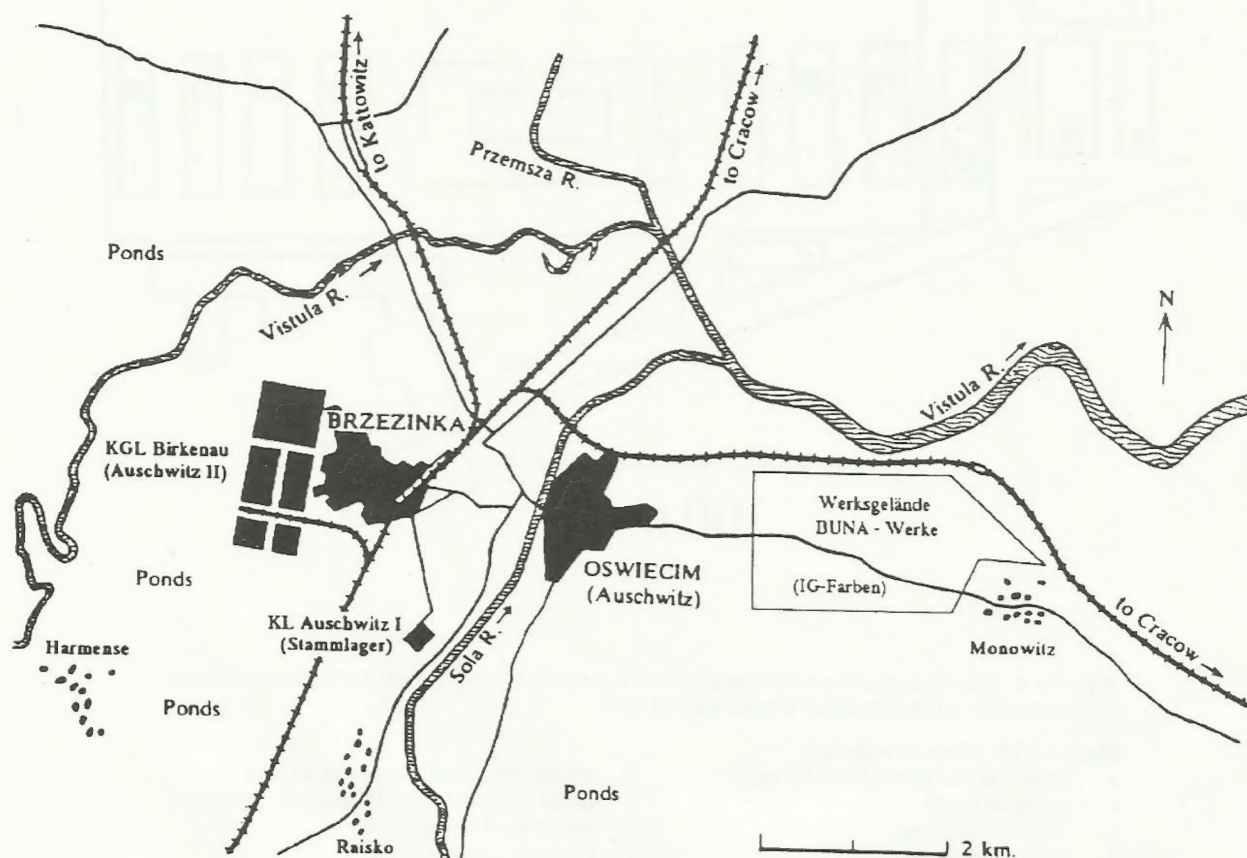 to Kattowitz
to Cracow
Przemsza R.
Ponds
Vistula R.
N
Vistula R.
BRZEZINKA
KGL Birkenau
(Auschwitz II)
Werksgelände
BUNA - Werke
Ponds
OSWIECIM
(Auschwitz)
(IG-Farben)
KL Auschwitz I
(Stammlager)
Sola R.
Harmense
Monowitz
to Cracow
Ponds
Ponds
Raisko
2 km.